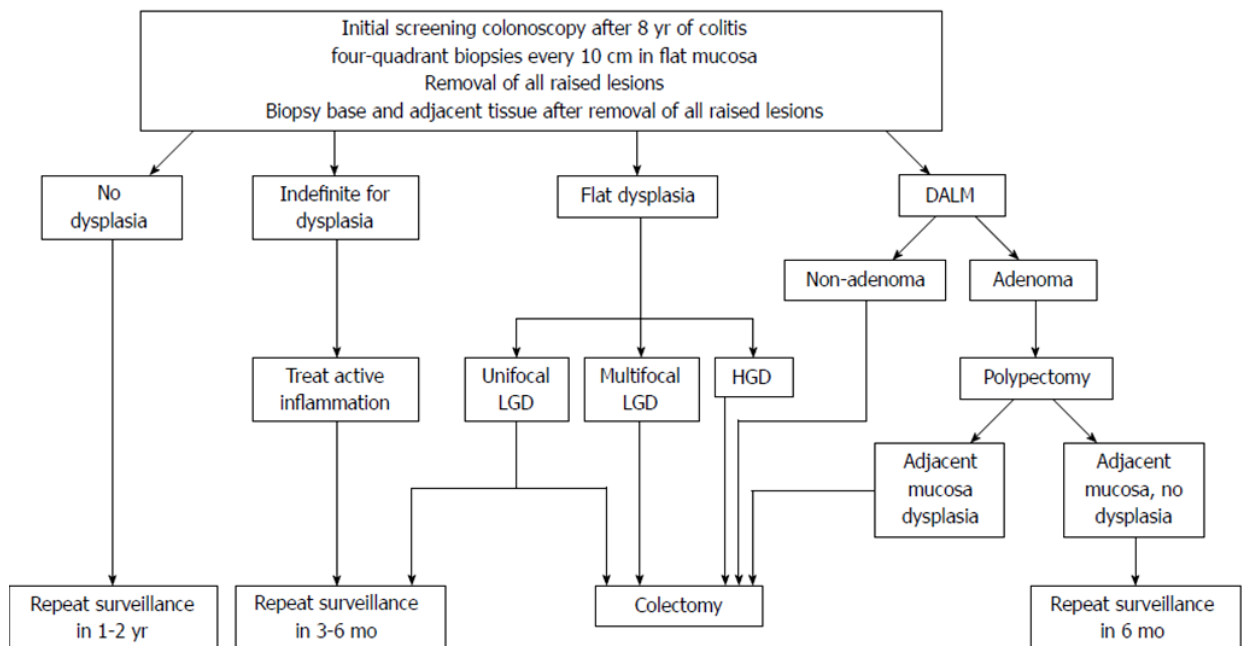 Initial screening colonoscopy after 8 yr of colitis
four-quadrant biopsies every 10 cm in flat mucosa
Removal of all raised lesions
Biopsy base and adjacent tissue after removal of all raised lesions
No
dysplasia
Indefinite for
dysplasia
Flat dysplasia
DALM
Non-adenoma
Adenoma
Treat active
inflammation
Unifocal
LGD
Multifocal
LGD
HGD
Polypectomy
Adjacent
mucosa
dysplasia
Adjacent
mucosa, no
dysplasia
Repeat surveillance
in 1-2 yr
Repeat surveillance
in 3-6 mo
Colectomy
Repeat surveillance
in 6 mo